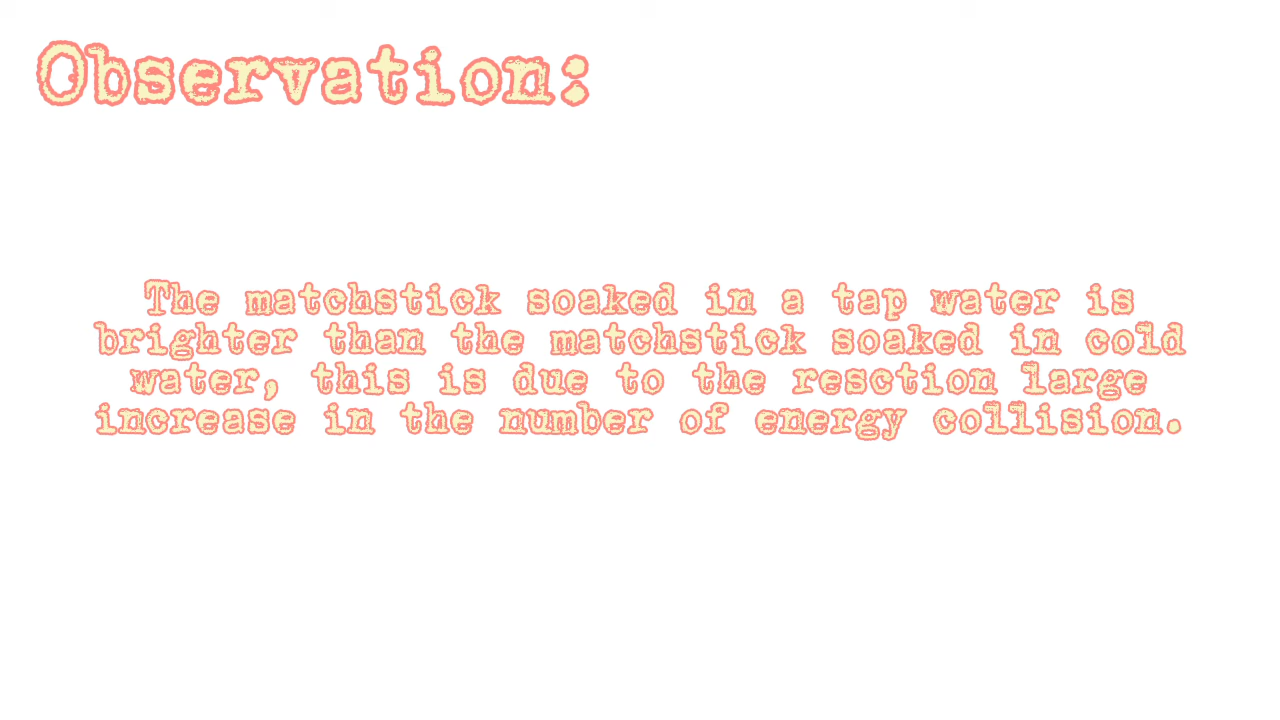 Observation:
The matchstick soaked in a tap water is
brighter than the matchstick soaked in cold
water, this is due to the resction large
increase in the number of energy collision.